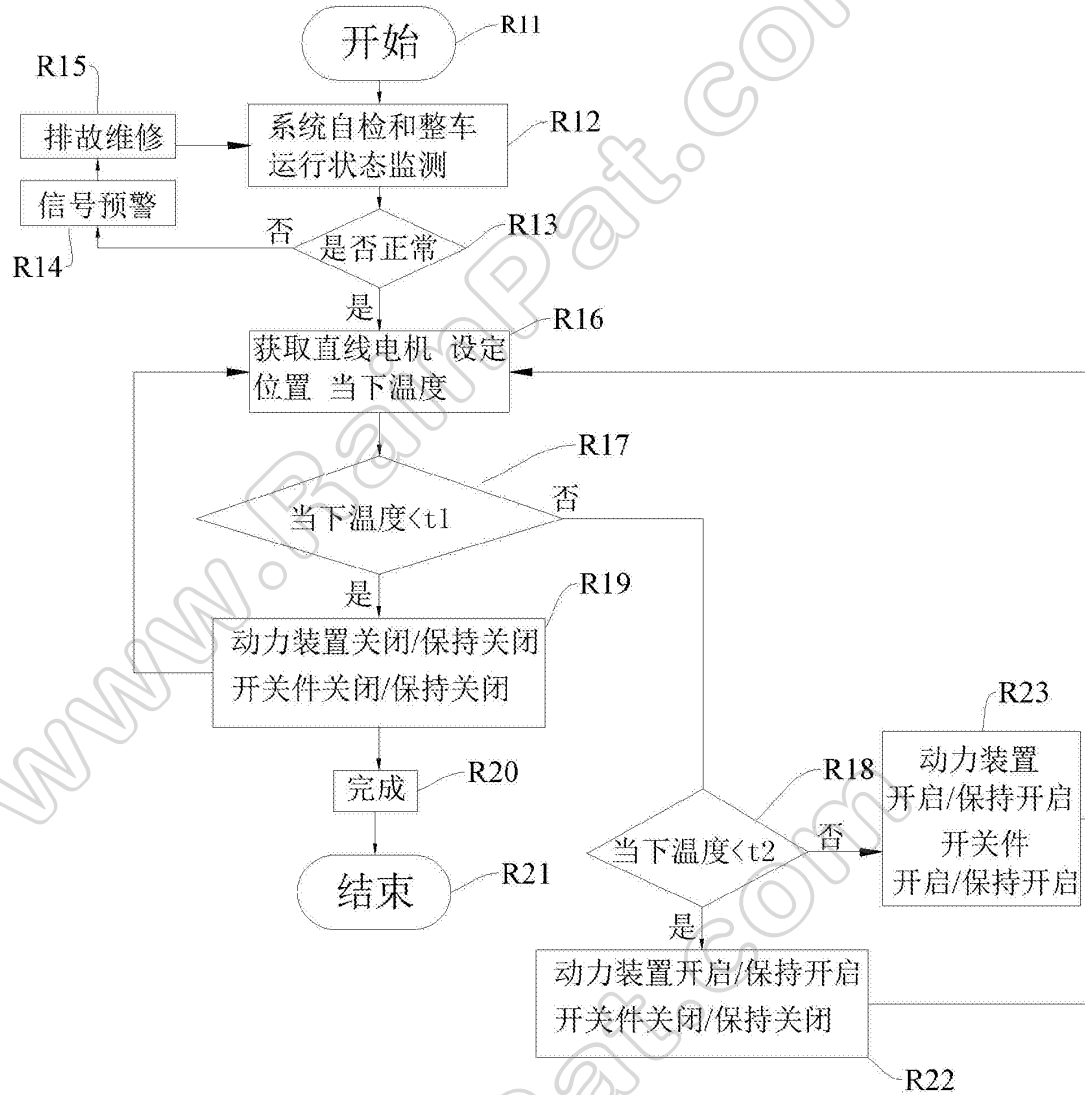 开始
R11
R15
排故维修
系统自检和整车
运行状态监测
R12
信号预警
R14
否
是否正常
R13
是
获取直线电机 设定
位置 当下温度
R16
当下温度<t1
R17
否
是
动力装置关闭/保持关闭
开关件关闭/保持关闭
R19
完成
R20
结束
R21
当下温度<t2
R18
否
动力装置
开启/保持开启
开关件
开启/保持开启
R23
是
动力装置开启/保持开启
开关件关闭/保持关闭
R22
www.RainPat.com
Pat.com